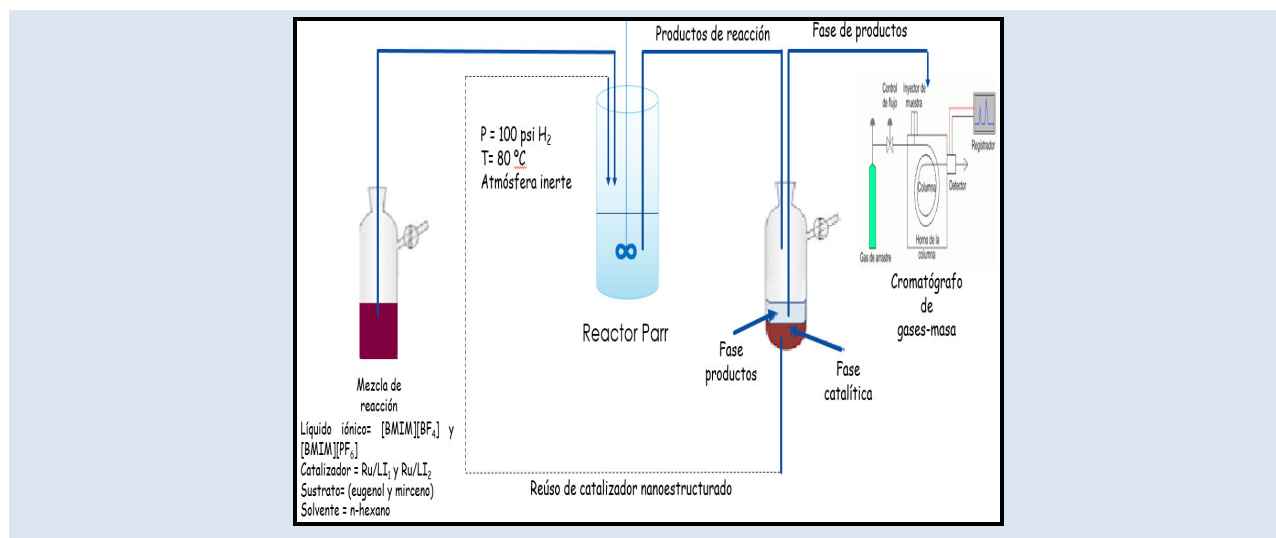 Productos de reacción
Fase de productos
P = 100 psi H₂
T= 80 ºC
Atmósfera inerte
Control
de flujo
Inyector de
muestra
Registrador
Columna
Detector
Horno de la
columna
Gas de arrastre
Cromatógrafo
de
gases-masa
Reactor Parr
Fase
productos
Fase
catalítica
Mezcla de
reacción
Líquido iónico= [BMIM][BF₄] y
[BMIM][PF₆]
Catalizador = Ru/LI₁ y Ru/LI₂
Sustrato= (eugenol y mirceno)
Solvente = n-hexano
Reúso de catalizador nanoestructurado